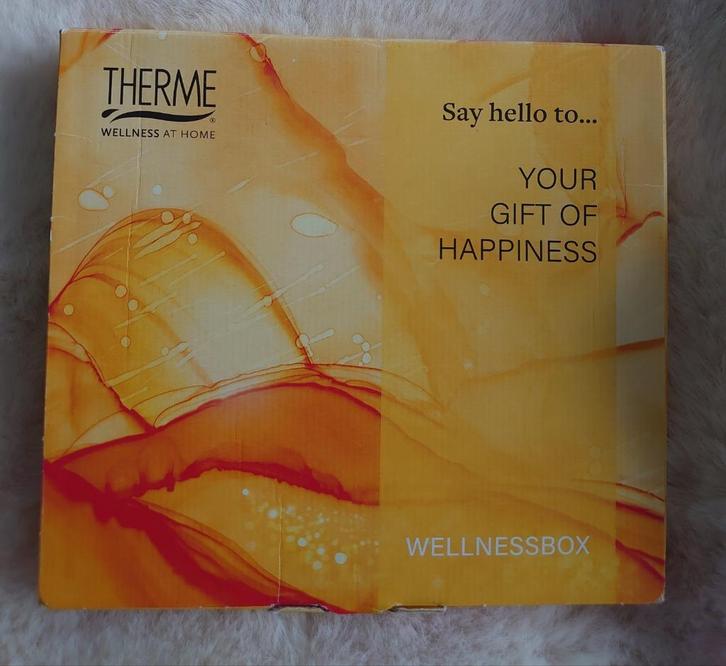 THERME
®
WELLNESS AT HOME
Say hello to...
YOUR
GIFT OF
HAPPINESS
WELLNESSBOX